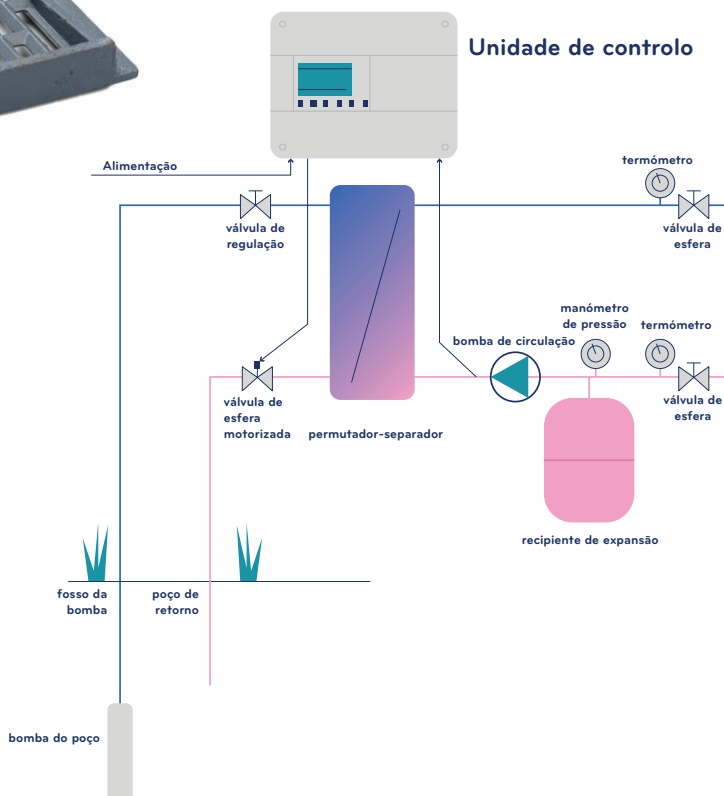 Unidade de controlo
Alimentação
termómetro
válvula de
regulação
válvula de
esfera
manómetro
de pressão
termómetro
bomba de circulação
válvula de
esfera
motorizada
permutador-separador
válvula de
esfera
recipiente de expansão
fosso da
bomba
poço de
retorno
bomba do poço